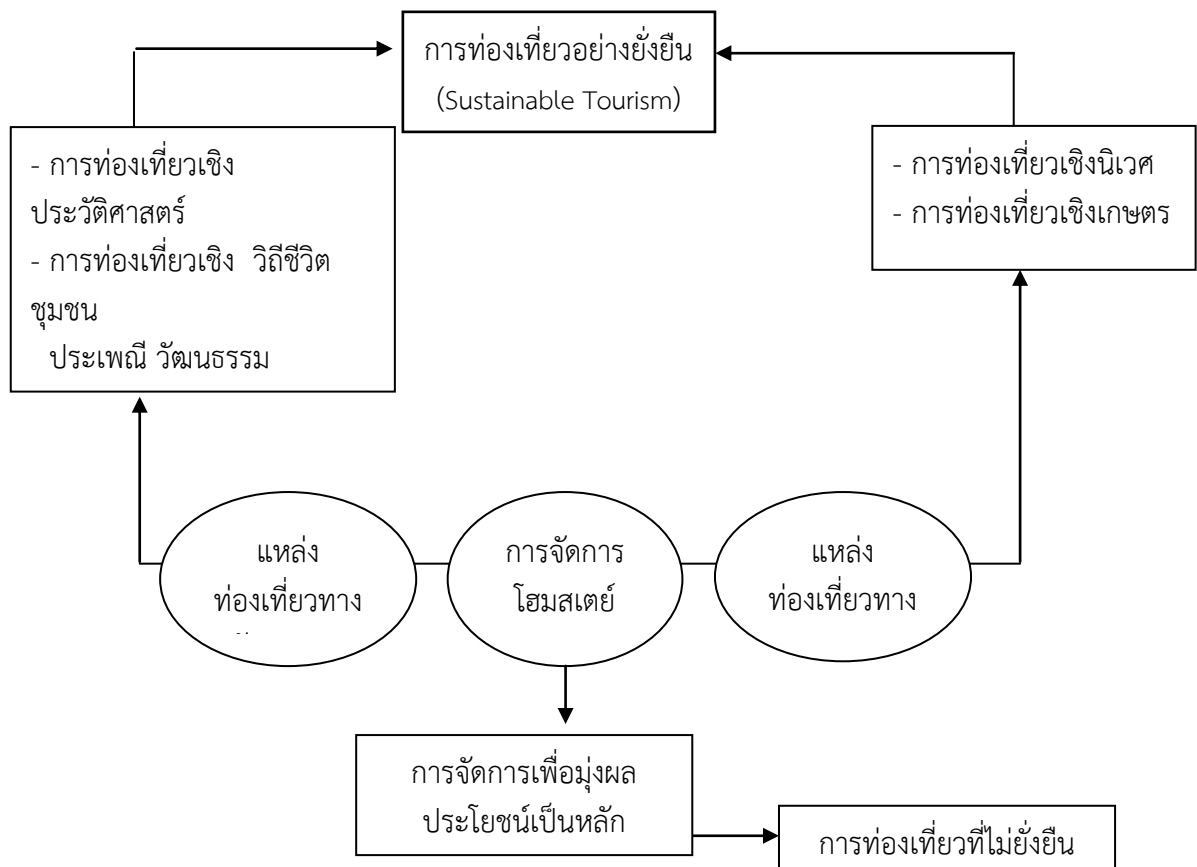 การท่องเที่ยวอย่างยั่งยืน
(Sustainable Tourism)
- การท่องเที่ยวเชิง
ประวัติศาสตร์
- การท่องเที่ยวเชิง วิถีชีวิต
ชุมชน
ประเพณี วัฒนธรรม
- การท่องเที่ยวเชิงนิเวศ
- การท่องเที่ยวเชิงเกษตร
แหล่ง
ท่องเที่ยวทาง
การจัดการ
โฮมสเตย์
แหล่ง
ท่องเที่ยวทาง
การจัดการเพื่อมุ่งผล
ประโยชน์เป็นหลัก
การท่องเที่ยวที่ไม่ยั่งยืน